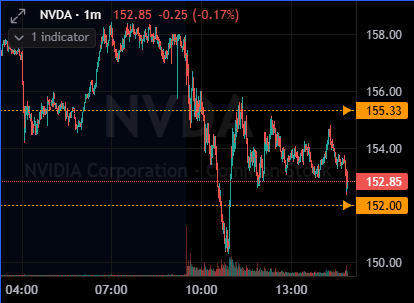 NVDA · 1m 152.85 -0.25 (-0.17%)
1 indicator
158.00
NVDA
156.00
155.33
154.00
NVIDIA Corporation - Common Stock
152.85
152.00
150.00
04:00 07:00 10:00 13:00